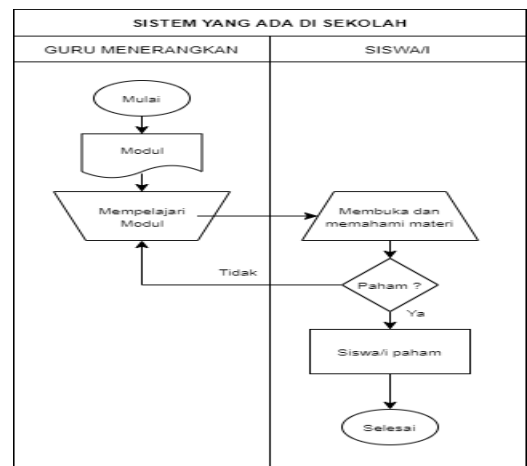 SISTEM YANG ADA DI SEKOLAH
GURU MENERANGKAN
SISWA/I
Mulai
Modul
Mempelajari
Modul
Membuka dan
memahami materi
Tidak
Paham ?
Ya
Siswa/i paham
Selesai